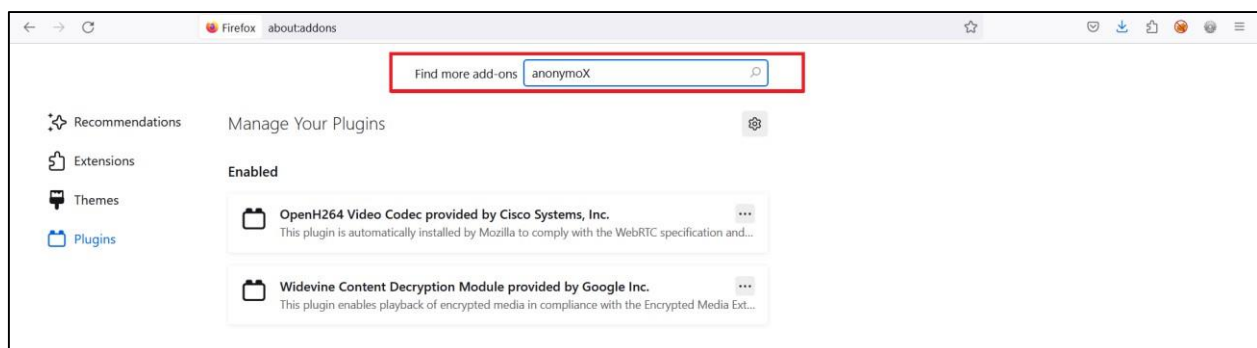 Firefox about:addons
Find more add-ons anonymoX
Recommendations
Extensions
Themes
Plugins
Manage Your Plugins
Enabled
OpenH264 Video Codec provided by Cisco Systems, Inc.
This plugin is automatically installed by Mozilla to comply with the WebRTC specification and...
Widevine Content Decryption Module provided by Google Inc.
This plugin enables playback of encrypted media in compliance with the Encrypted Media Ext...